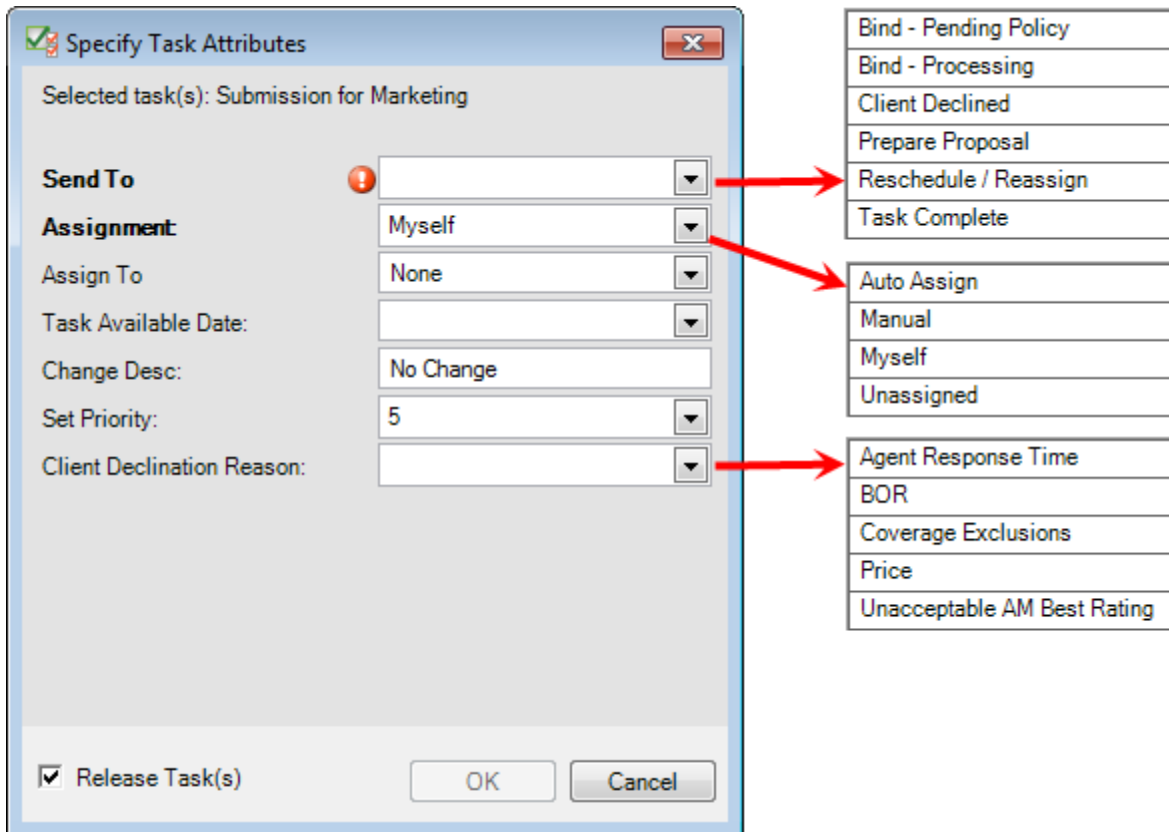 Specify Task Attributes
Selected task(s): Submission for Marketing
Send To
Assignment:
Myself
Assign To
None
Task Available Date:
Change Desc:
No Change
Set Priority:
5
Client Declination Reason:
Release Task(s)
OK
Cancel
Bind - Pending Policy
Bind - Processing
Client Declined
Prepare Proposal
Reschedule / Reassign
Task Complete
Auto Assign
Manual
Myself
Unassigned
Agent Response Time
BOR
Coverage Exclusions
Price
Unacceptable AM Best Rating